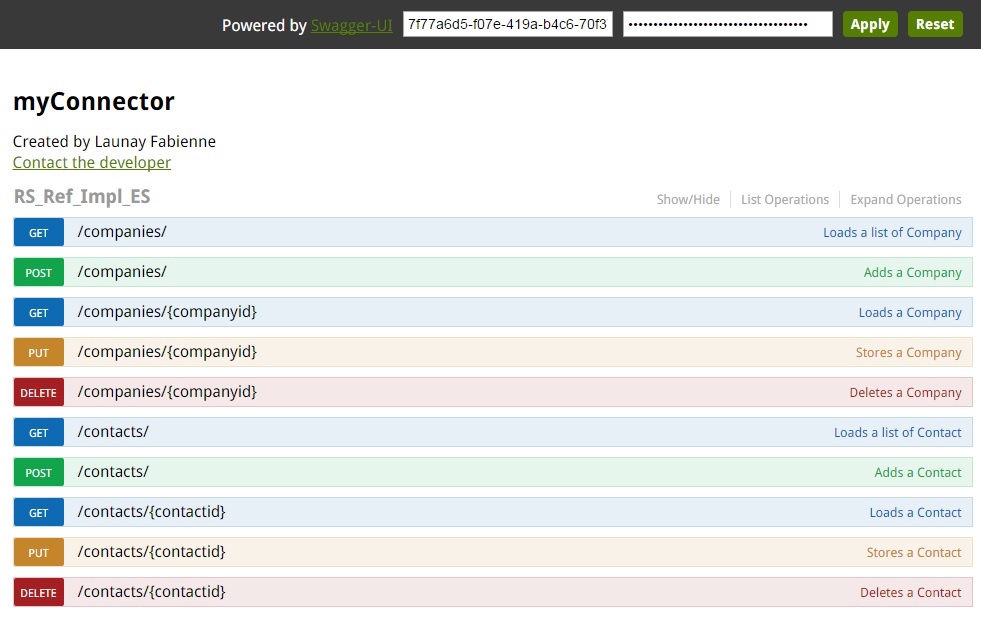 Powered by Swagger-UI 7f77a6d5-f07e-419a-b4c6-70f3 •••••••••••••••••••••••••••••••••••• Apply Reset
myConnector
Created by Launay Fabienne
Contact the developer
RS_Ref_Impl_ES Show/Hide List Operations Expand Operations
GET /companies/ Loads a list of Company
POST /companies/ Adds a Company
GET /companies/{companyid} Loads a Company
PUT /companies/{companyid} Stores a Company
DELETE /companies/{companyid} Deletes a Company
GET /contacts/ Loads a list of Contact
POST /contacts/ Adds a Contact
GET /contacts/{contactid} Loads a Contact
PUT /contacts/{contactid} Stores a Contact
DELETE /contacts/{contactid} Deletes a Contact